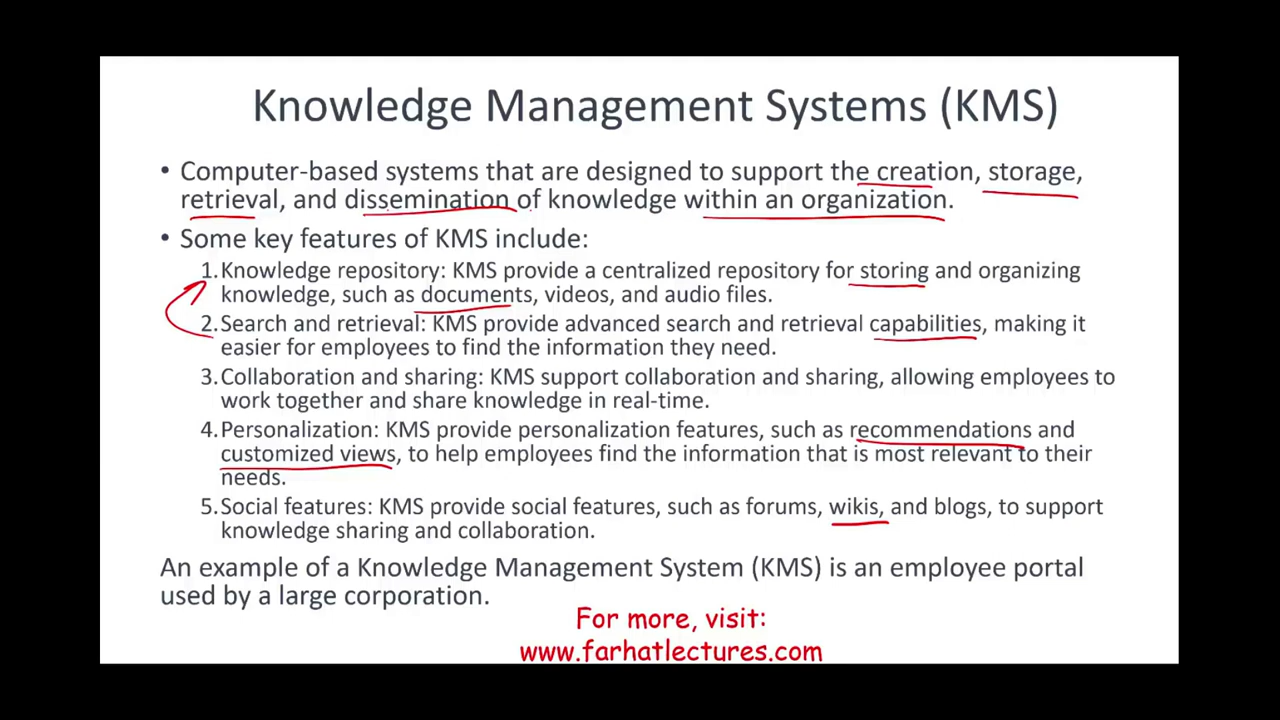 Knowledge Management Systems (KMS)
• Computer-based systems that are designed to support the creation, storage,
retrieval, and dissemination of knowledge within an organization.
• Some key features of KMS include:
1. Knowledge repository: KMS provide a centralized repository for storing and organizing
knowledge, such as documents, videos, and audio files.
2. Search and retrieval: KMS provide advanced search and retrieval capabilities, making it
easier for employees to find the information they need.
3. Collaboration and sharing: KMS support collaboration and sharing, allowing employees to
work together and share knowledge in real-time.
4. Personalization: KMS provide personalization features, such as recommendations and
customized views, to help employees find the information that is most relevant to their
needs.
5. Social features: KMS provide social features, such as forums, wikis, and blogs, to support
knowledge sharing and collaboration.
An example of a Knowledge Management System (KMS) is an employee portal
used by a large corporation.
For more, visit:
www.farhatlectures.com